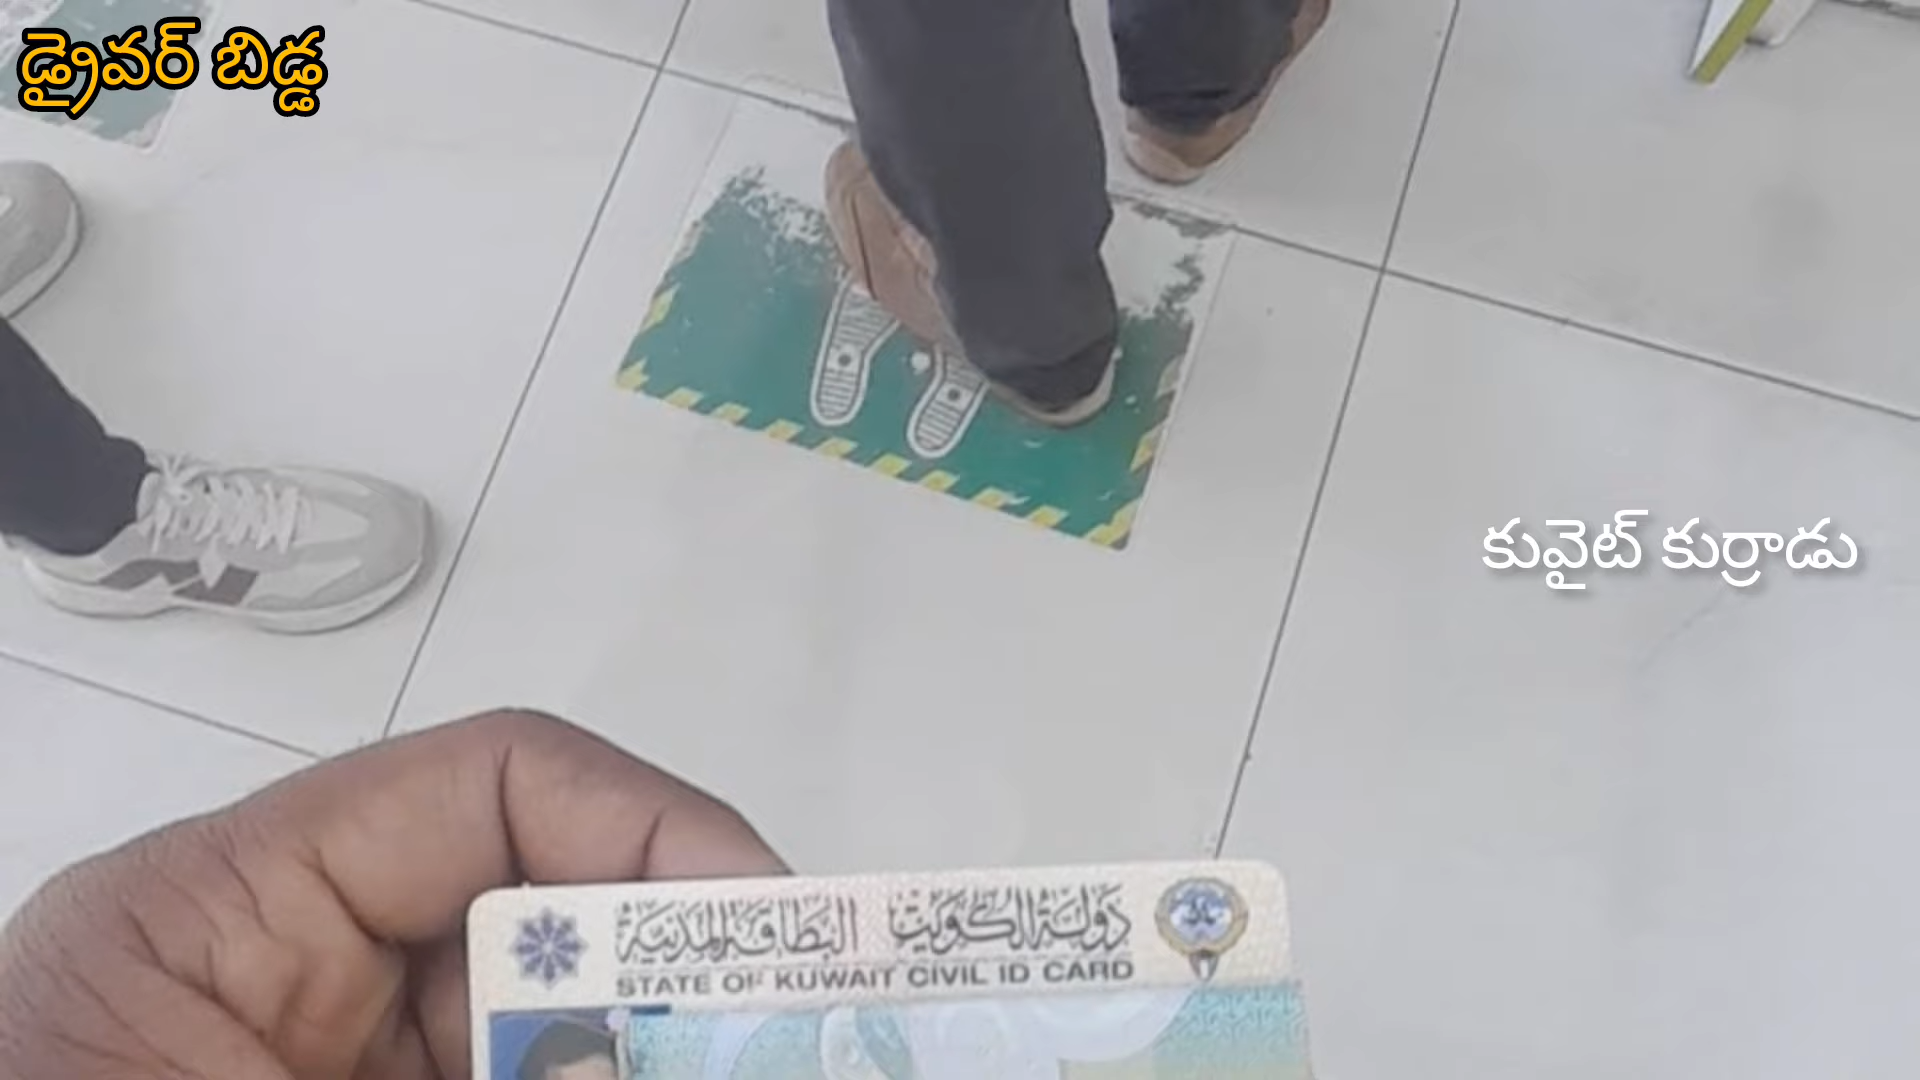 డ్రైవర్ బిడ్డ
కువైట్ కుర్రాడు
دولة الكويت البطاقة المدنية
STATE OF KUWAIT CIVIL ID CARD